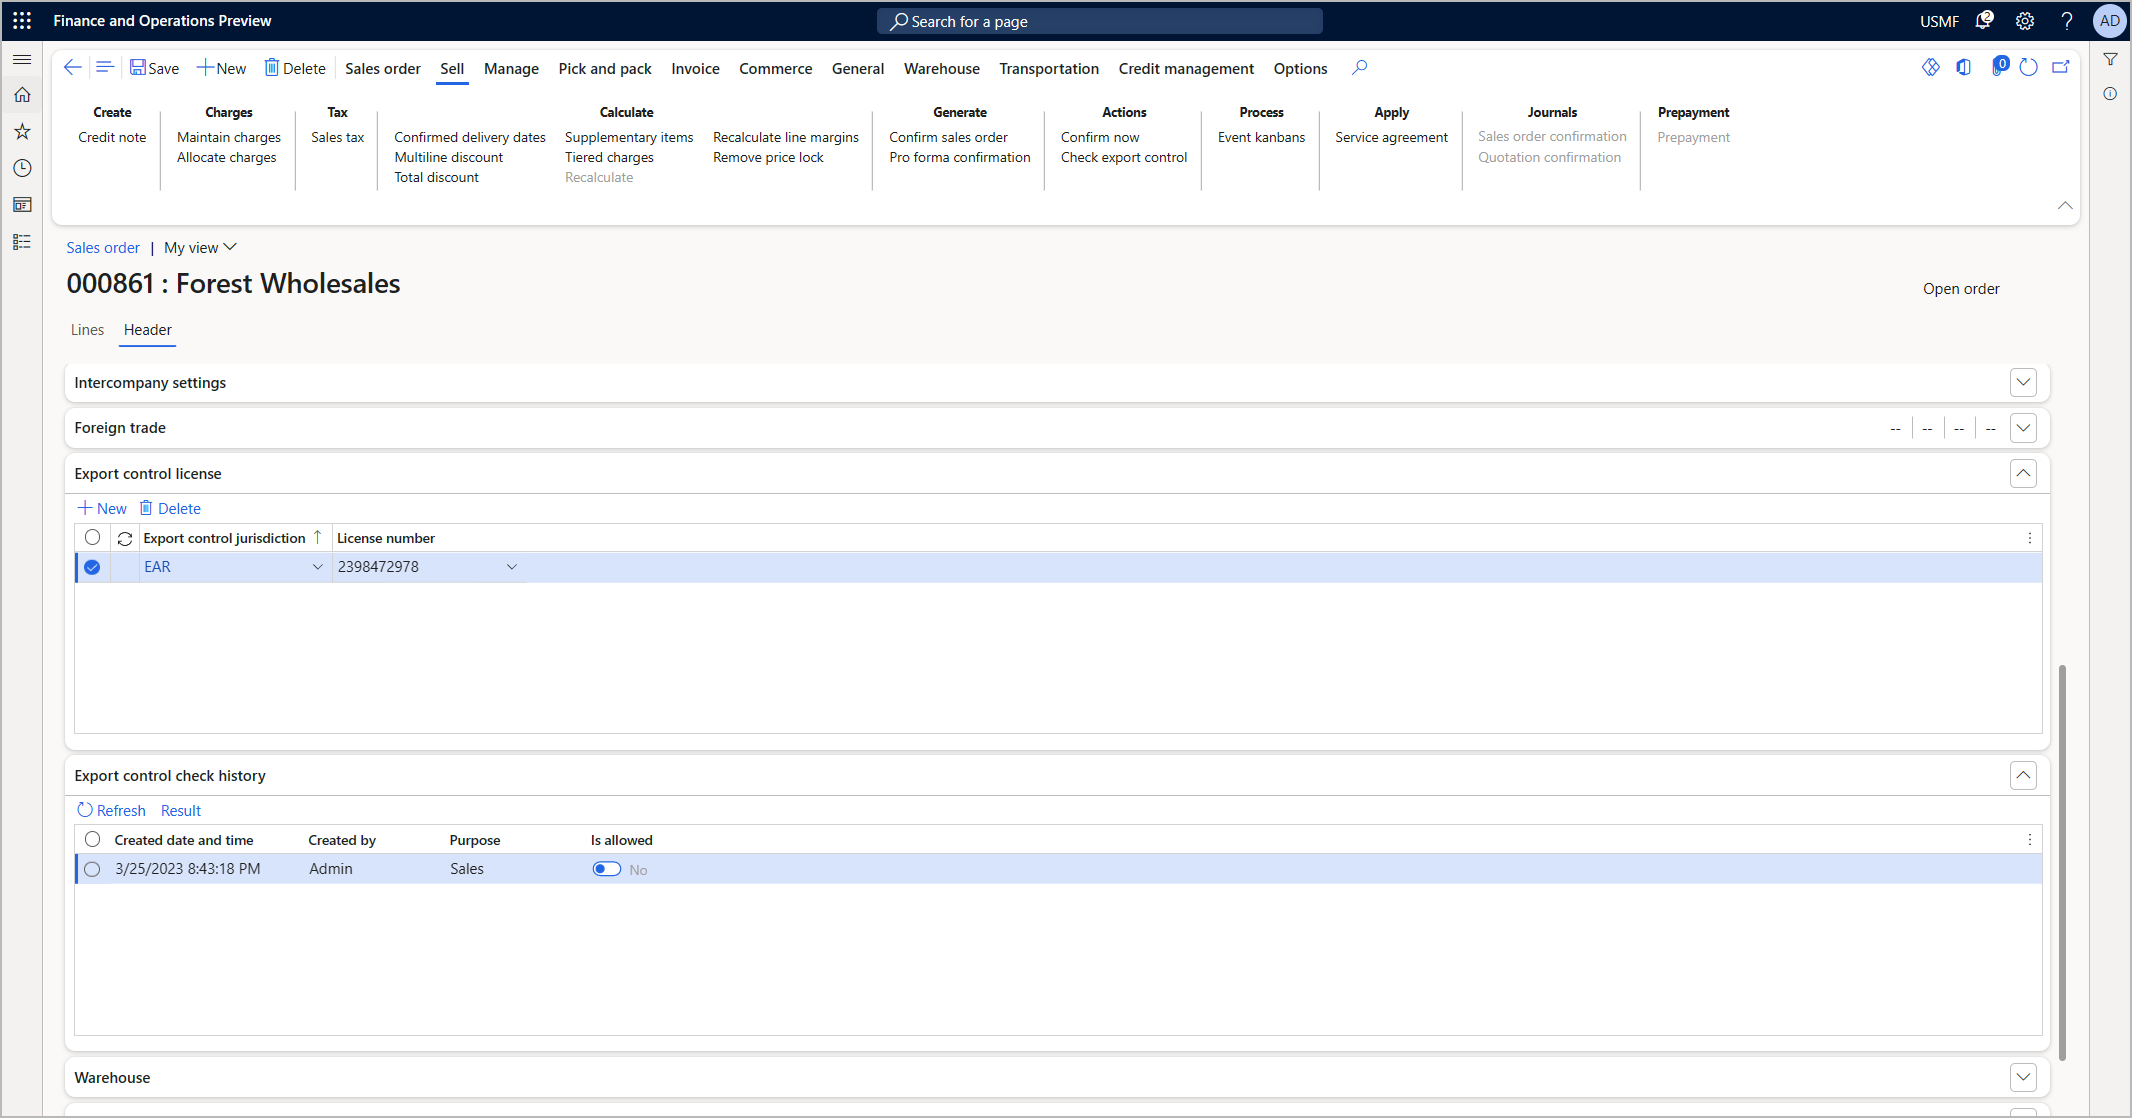 Finance and Operations Preview
Search for a page
USMF
2
?
AD
Save
New
Delete
Sales order
Sell
Manage
Pick and pack
Invoice
Commerce
General
Warehouse
Transportation
Credit management
Options
0
Create
Credit note
Charges
Maintain charges
Allocate charges
Tax
Sales tax
Calculate
Confirmed delivery dates
Multiline discount
Total discount
Supplementary items
Tiered charges
Recalculate
Recalculate line margins
Remove price lock
Generate
Confirm sales order
Pro forma confirmation
Actions
Confirm now
Check export control
Process
Event kanbans
Apply
Service agreement
Journals
Sales order confirmation
Quotation confirmation
Prepayment
Prepayment
Sales order | My view
000861 : Forest Wholesales
Open order
Lines Header
Intercompany settings
Foreign trade
-- -- -- --
Export control license
New Delete
Export control jurisdiction License number
EAR 2398472978
Export control check history
Refresh Result
Created date and time Created by Purpose Is allowed
3/25/2023 8:43:18 PM Admin Sales No
Warehouse